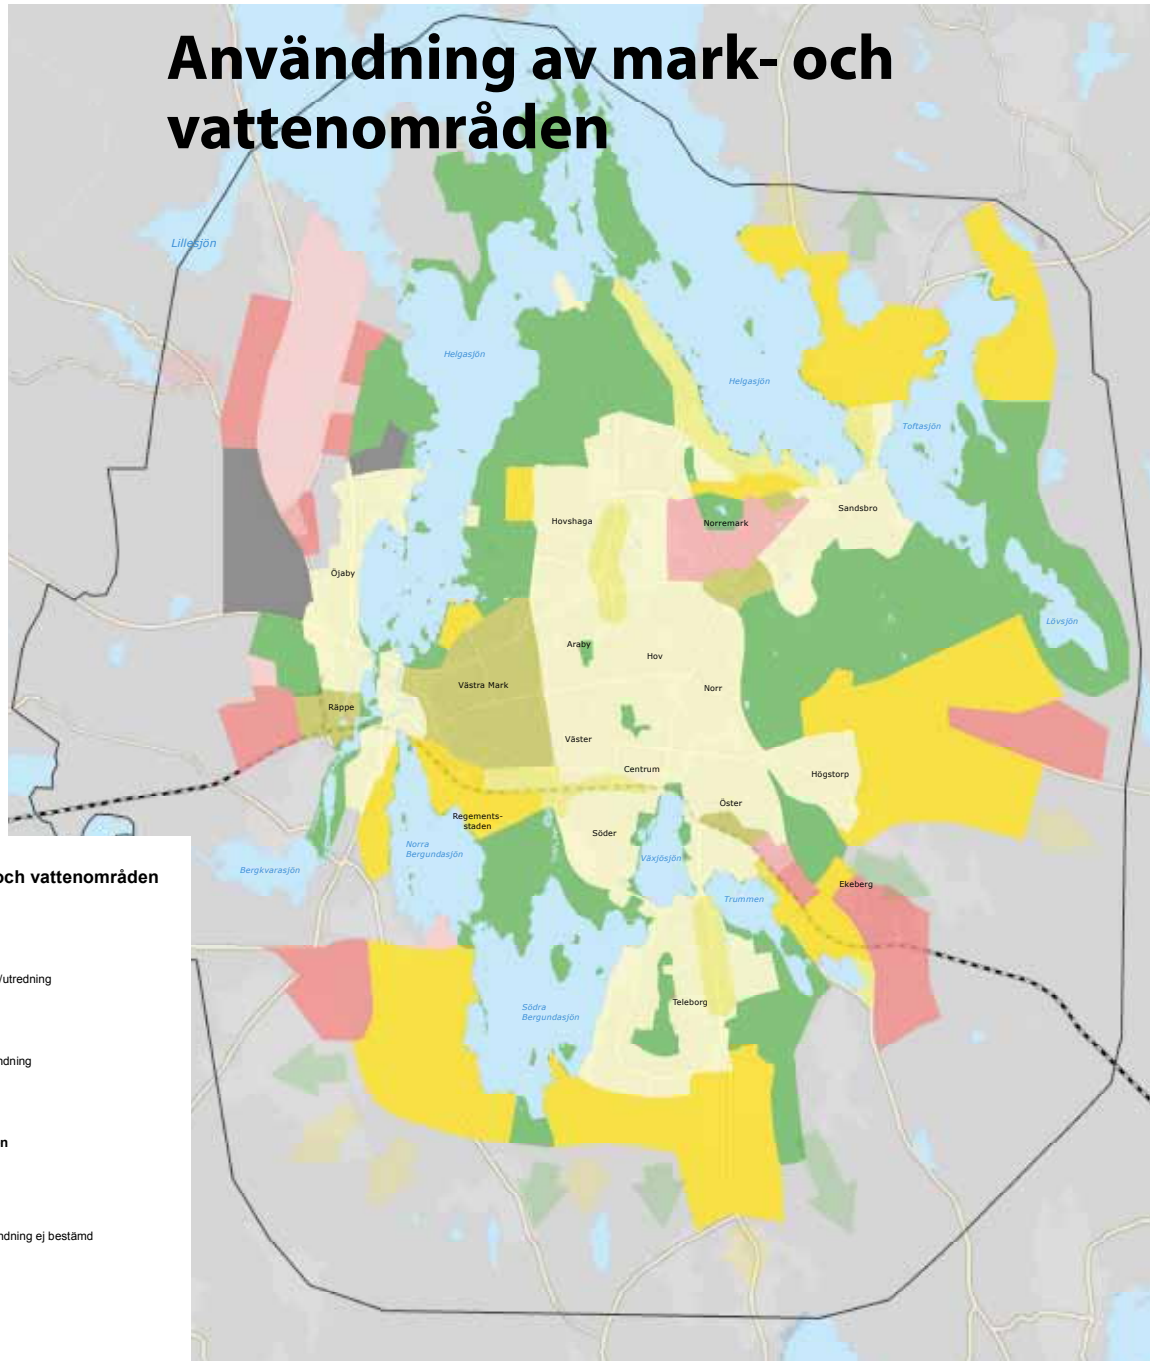 Användning av mark- och
vattenområden
Lillesjön
Helgasjön
Helgasjön
Toftasjön
Sandsbro
Hovshaga
Norremark
Öjaby
Lövsjön
Araby
Hov
Västra Mark
Norr
Räppe
Väster
Centrum
Högstorp
Öster
Regements-
staden
Söder
Norra
Bergundasjön
Växjösjön
Bergkvarasjön
Ekeberg
Trummen
Teleborg
Södra
Bergundasjön
och vattenområden
/utredning
ndning
n
ndning ej bestämd